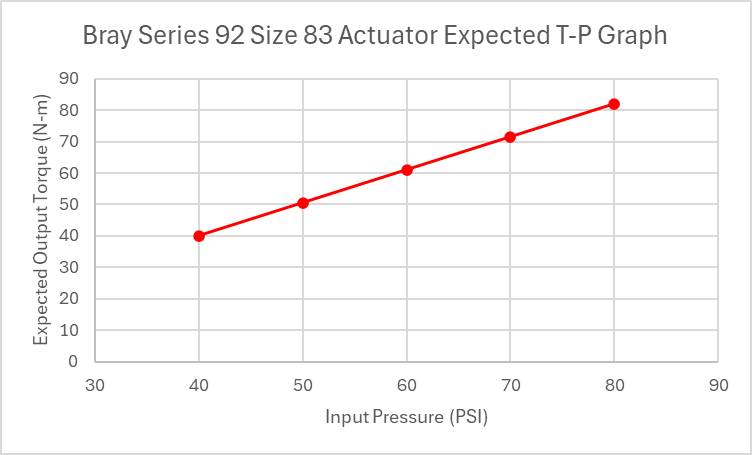 Bray Series 92 Size 83 Actuator Expected T-P Graph
Expected Output Torque (N-m)
90
80
70
60
50
40
30
20
10
0
30 40 50 60 70 80 90
Input Pressure (PSI)